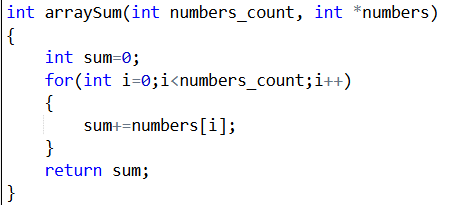 int arraySum(int numbers_count, int *numbers)
{
    int sum=0;
    for(int i=0;i<numbers_count;i++)
    {
        sum+=numbers[i];
    }
    return sum;
}